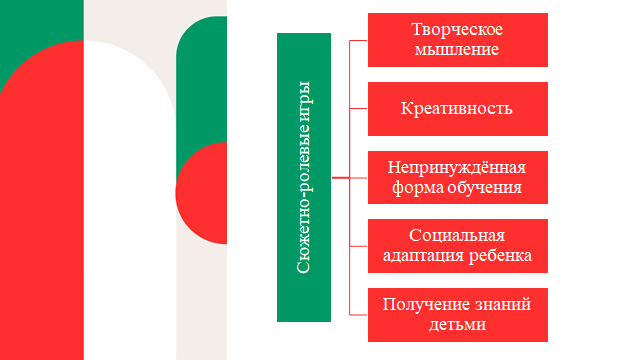 Сюжетно-ролевые игры
Творческое
мышление
Креативность
Непринуждённая
форма обучения
Социальная
адаптация ребенка
Получение знаний
детьми